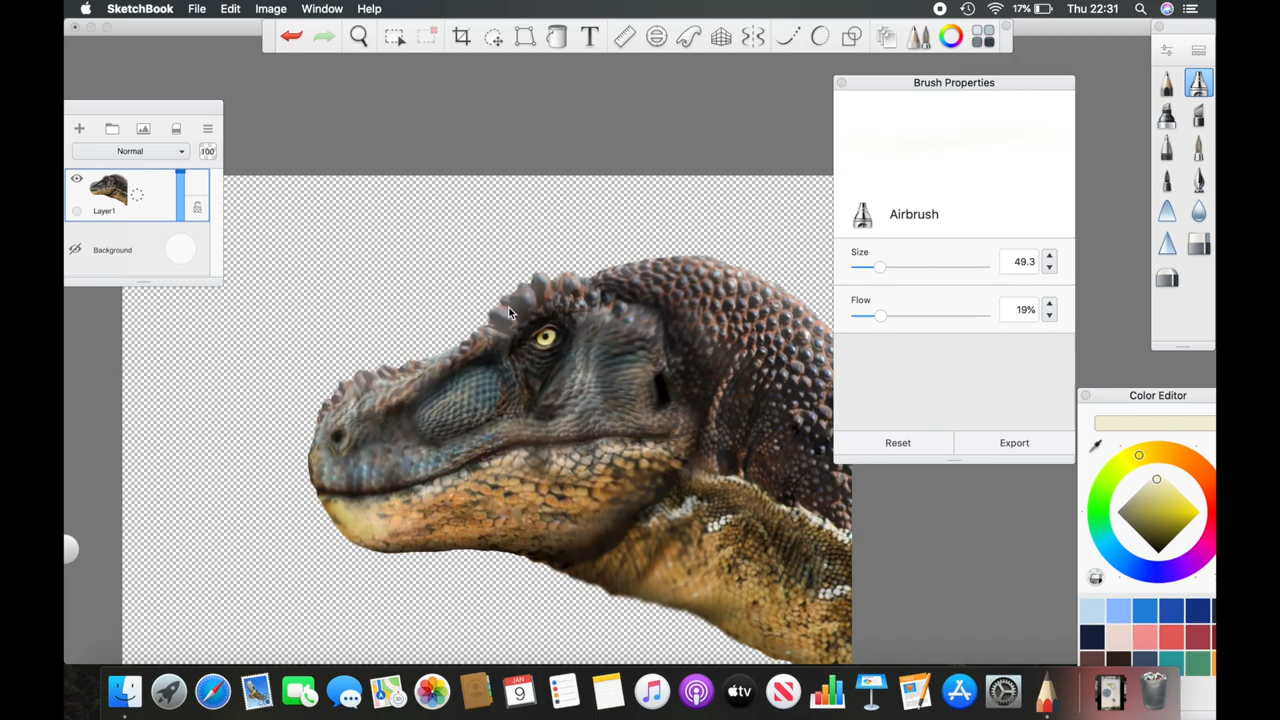 SketchBook File Edit Image Window Help 17% Thu 22:31
Brush Properties
Normal 100
Layer1
Background
Airbrush
Size
49.3
Flow
19%
Reset Export
Color Editor
JAN
9
tv